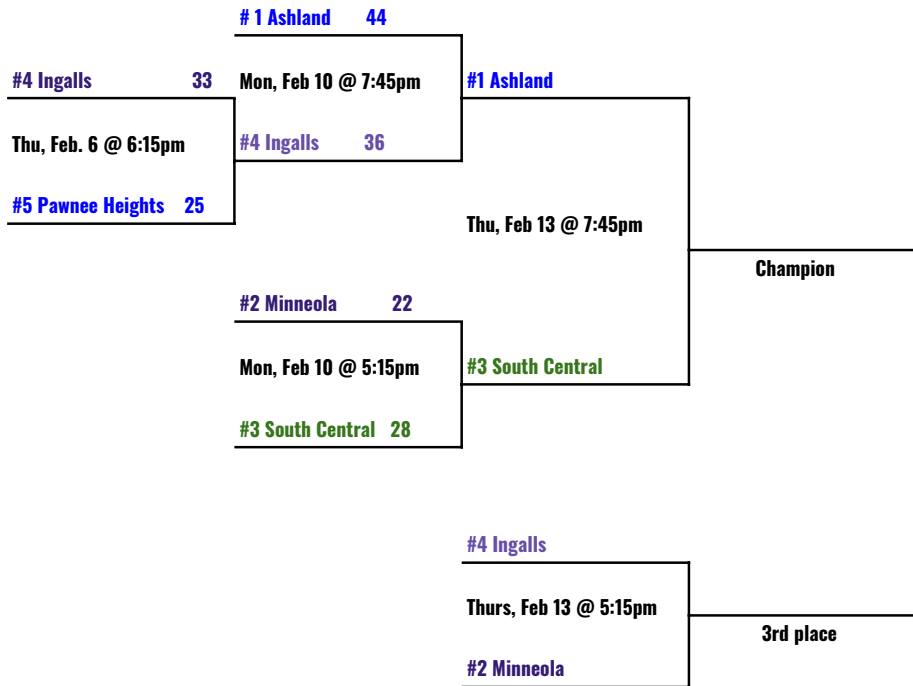 # 1 Ashland 44
#4 Ingalls 33
Mon, Feb 10 @ 7:45pm
#1 Ashland
Thu, Feb. 6 @ 6:15pm
#4 Ingalls 36
#5 Pawnee Heights 25
Thu, Feb 13 @ 7:45pm
Champion
#2 Minneola 22
Mon, Feb 10 @ 5:15pm
#3 South Central
#3 South Central 28
#4 Ingalls
Thurs, Feb 13 @ 5:15pm
3rd place
#2 Minneola